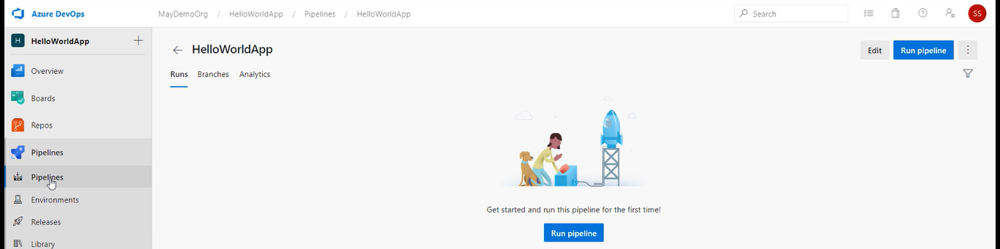 Azure DevOps
MayDemoOrg / HelloWorldApp / Pipelines / HelloWorldApp
Search
SS
H HelloWorldApp
HelloWorldApp
Edit
Run pipeline
Overview
Runs Branches Analytics
Boards
Repos
Pipelines
Pipelines
Environments
Releases
Library
Get started and run this pipeline for the first time!
Run pipeline